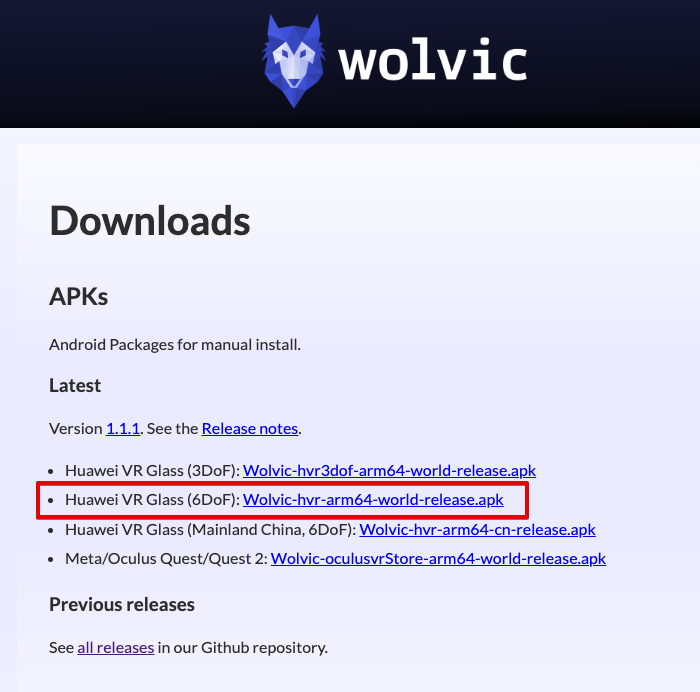 wolvic
Downloads
APKs
Android Packages for manual install.
Latest
Version 1.1.1. See the Release notes.
• Huawei VR Glass (3DoF): Wolvic-hvr3dof-arm64-world-release.apk
• Huawei VR Glass (6DoF): Wolvic-hvr-arm64-world-release.apk
• Huawei VR Glass (Mainland China, 6DoF): Wolvic-hvr-arm64-cn-release.apk
• Meta/Oculus Quest/Quest 2: Wolvic-oculusvrStore-arm64-world-release.apk
Previous releases
See all releases in our Github repository.